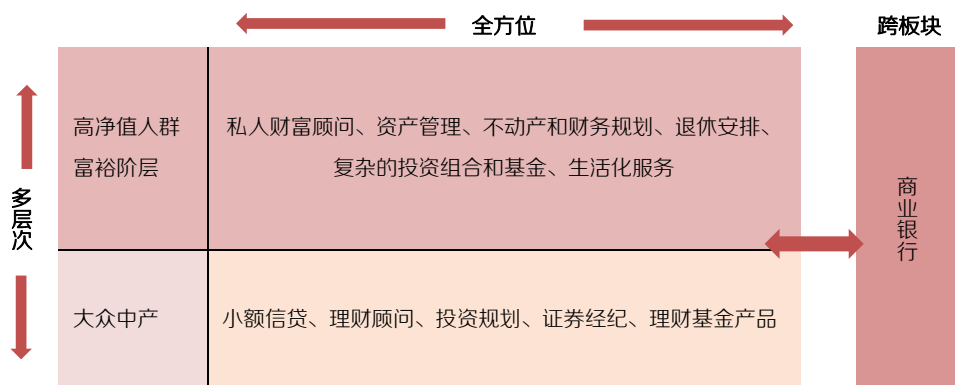 全方位
跨板块
高净值人群
富裕阶层
私人财富顾问、资产管理、不动产和财务规划、退休安排、
复杂的投资组合和基金、生活化服务
多层次
商业银行
大众中产
小额信贷、理财顾问、投资规划、证券经纪、理财基金产品